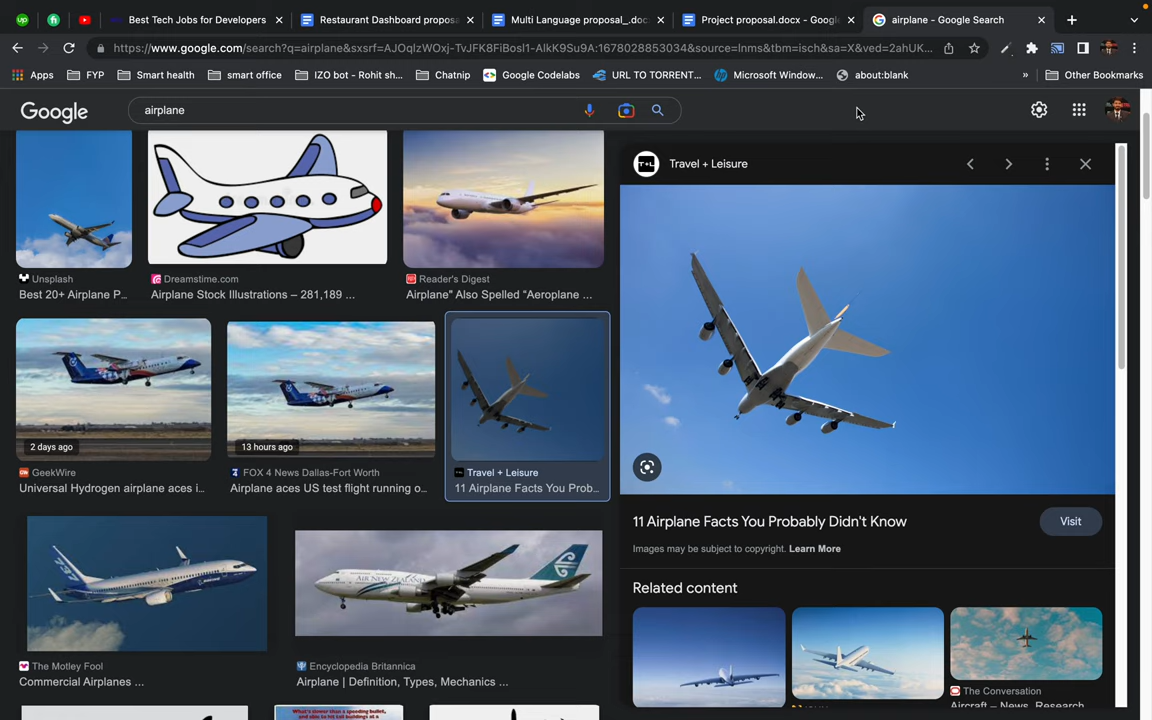 Best Tech Jobs for Developers
Restaurant Dashboard proposa
Multi Language proposal_.doc
Project proposal.docx - Google
airplane - Google Search
https://www.google.com/search?q=airplane&sxsrf=AJOqlzWOxj-TvJFK8FiBosl1-AlkK9Su9A:1678028853034&source=lnms&tbm=isch&sa=X&ved=2ahUK...
Apps
FYP
Smart health
smart office
IZO bot - Rohit sh...
Chatnip
Google Codelabs
URL TO TORRENT...
Microsoft Window...
about:blank
»
Other Bookmarks
Google
airplane
T+L
Travel + Leisure
Unsplash
Best 20+ Airplane P...
Dreamstime.com
Airplane Stock Illustrations – 281,189 ...
Reader's Digest
Airplane" Also Spelled "Aeroplane ...
2 days ago
GeekWire
Universal Hydrogen airplane aces i...
13 hours ago
FOX 4 News Dallas-Fort Worth
Airplane aces US test flight running o...
Travel + Leisure
11 Airplane Facts You Prob...
11 Airplane Facts You Probably Didn't Know
Visit
Images may be subject to copyright. Learn More
Related content
AIR NEW ZEALAND
The Motley Fool
Commercial Airplanes ...
Encyclopedia Britannica
Airplane | Definition, Types, Mechanics ...
The Conversation
Aircraft – News, Research